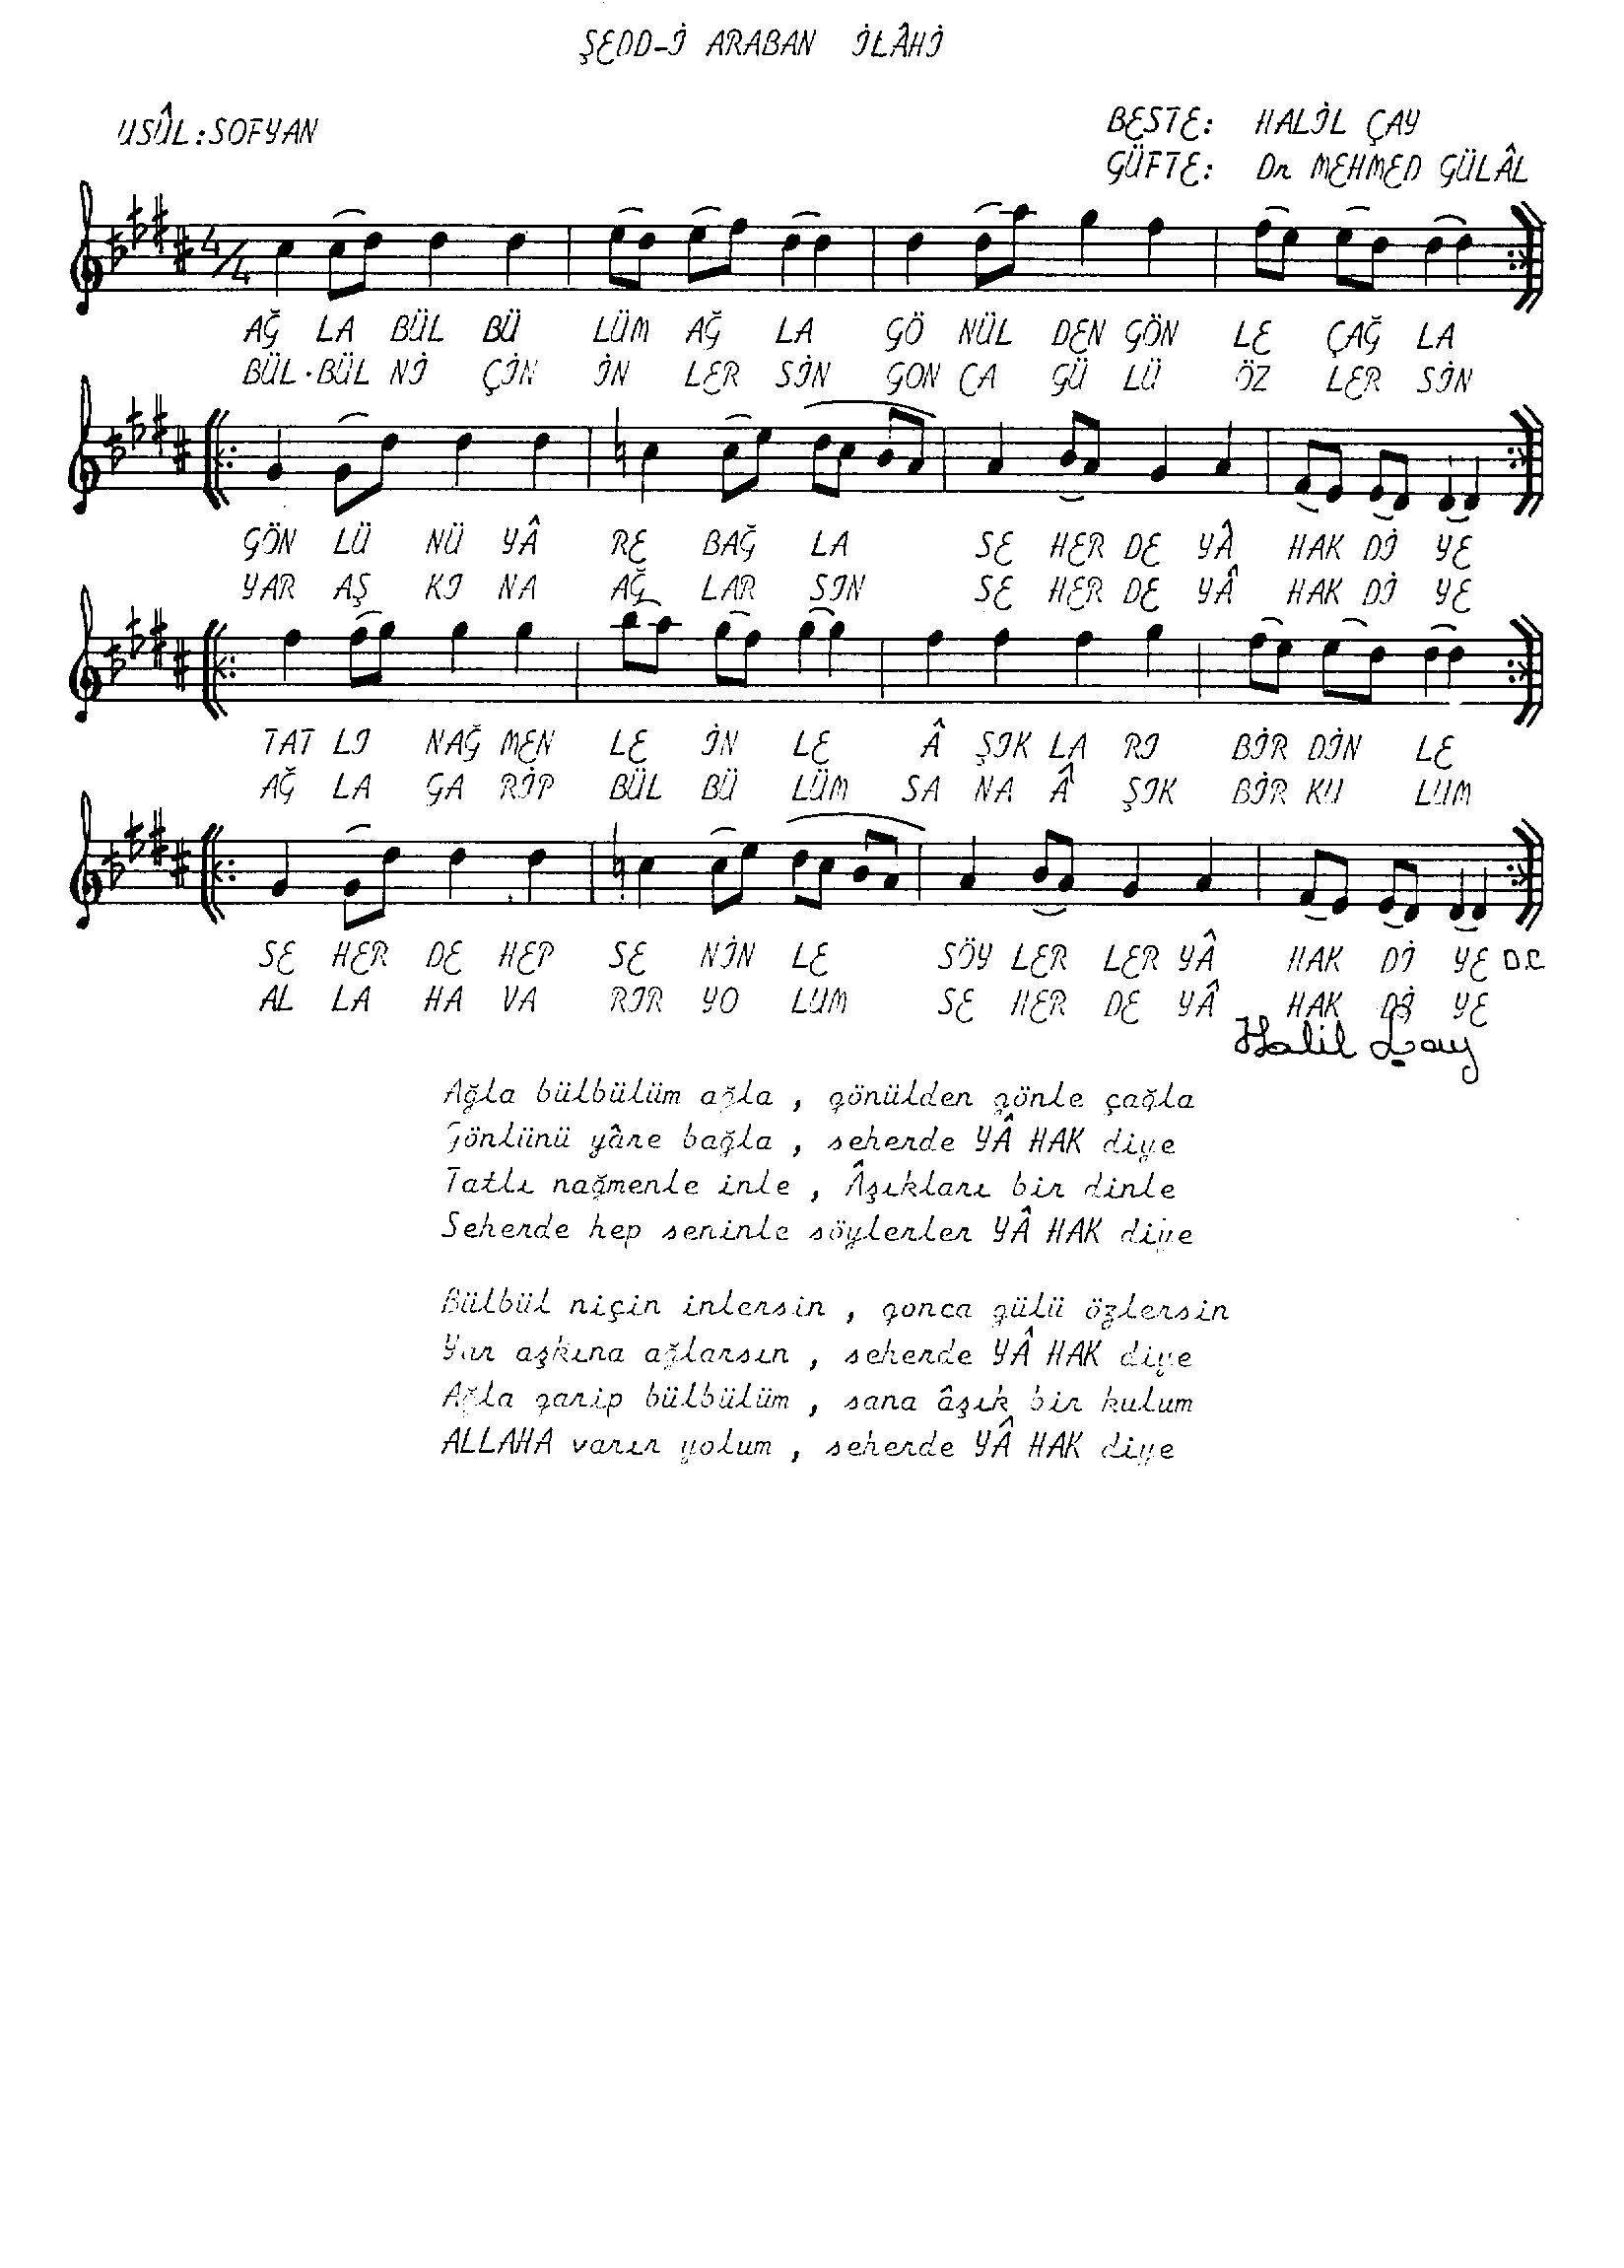 ŞEDD-İ ARABAN İLÂHİ
USÛL: SOFYAN
BESTE: HALİL ÇAY
GÜFTE: Dr MEHMED GÜLÂL
4/4
AĞ LA BÜL BÜ LÜM AĞ LA GÖ NÜL DEN GÖN LE ÇAĞ LA
BÜL·BÜL Nİ ÇİN İN LER SİN GON CA GÜ LÜ ÖZ LER SİN
GÖN LÜ NÜ YÂ RE BAĞ LA SE HER DE YÂ HAK Dİ YE
YAR AŞ KI NA AĞ LAR SIN SE HER DE YÂ HAK Dİ YE
TAT LI NAĞ MEN LE İN LE Â ŞIK LA RI BİR DİN LE
AĞ LA GA RİP BÜL BÜ LÜM SA NA Â ŞIK BİR KU LUM
SE HER DE HEP SE NİN LE SÖY LER LER YÂ HAK Dİ YE D.C
AL LA HA VA RIR YO LUM SE HER DE YÂ HAK Dİ YE
Halil Çay
Ağla bülbülüm ağla , gönülden gönle çağla
Gönlünü yâre bağla , seherde YÂ HAK diye
Tatlı nağmenle inle , Âşıkları bir dinle
Seherde hep seninle söylerler YÂ HAK diye
Bülbül niçin inlersin , gonca gülü özlersin
Yar aşkına ağlarsın , seherde YÂ HAK diye
Ağla garip bülbülüm , sana âşık bir kulum
ALLAHA varır yolum , seherde YÂ HAK diye